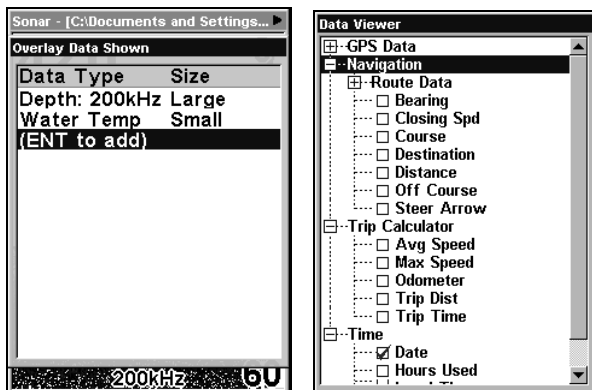 Sonar - [C:\Documents and Settings...
Overlay Data Shown
Data Type Size
Depth: 200kHz Large
Water Temp Small
(ENT to add)
200kHz 60
Data Viewer
GPS Data
Navigation
Route Data
Bearing
Closing Spd
Course
Destination
Distance
Off Course
Steer Arrow
Trip Calculator
Avg Speed
Max Speed
Odometer
Trip Dist
Trip Time
Time
Date
Hours Used